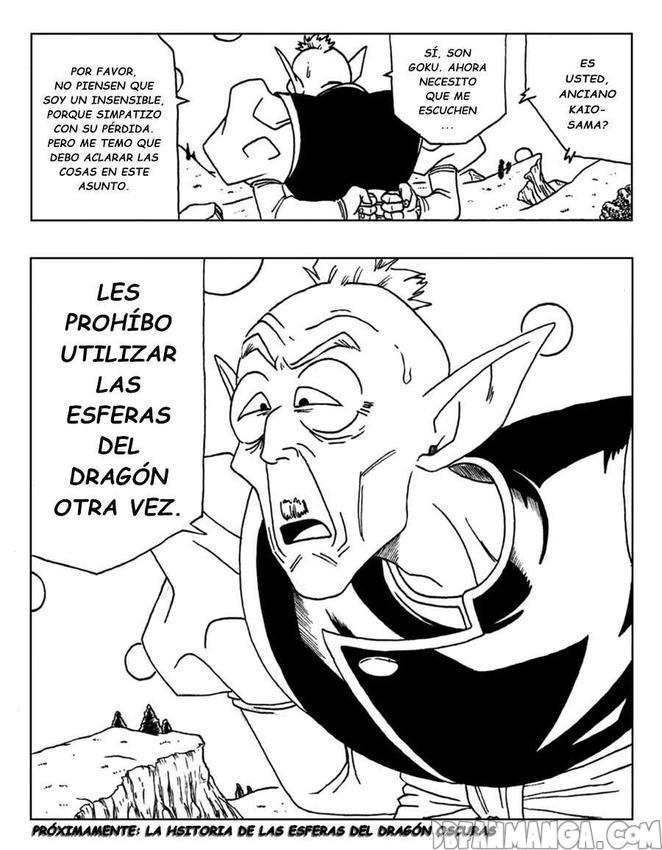 ES
USTED,
ANCIANO
KAIO-
SAMA?
SÍ, SON
GOKU. AHORA
NECESITO
QUE ME
ESCUCHEN
...
POR FAVOR,
NO PIENSEN QUE
SOY UN INSENSIBLE,
PORQUE SIMPATIZO
CON SU PÉRDIDA.
PERO ME TEMO QUE
DEBO ACLARAR LAS
COSAS EN ESTE
ASUNTO.
LES
PROHÍBO
UTILIZAR
LAS
ESFERAS
DEL
DRAGÓN
OTRA VEZ.
PRÓXIMAMENTE: LA HSITORIA DE LAS ESFERAS DEL DRAGÓN OSCURAS
DBFANMANGA.COM